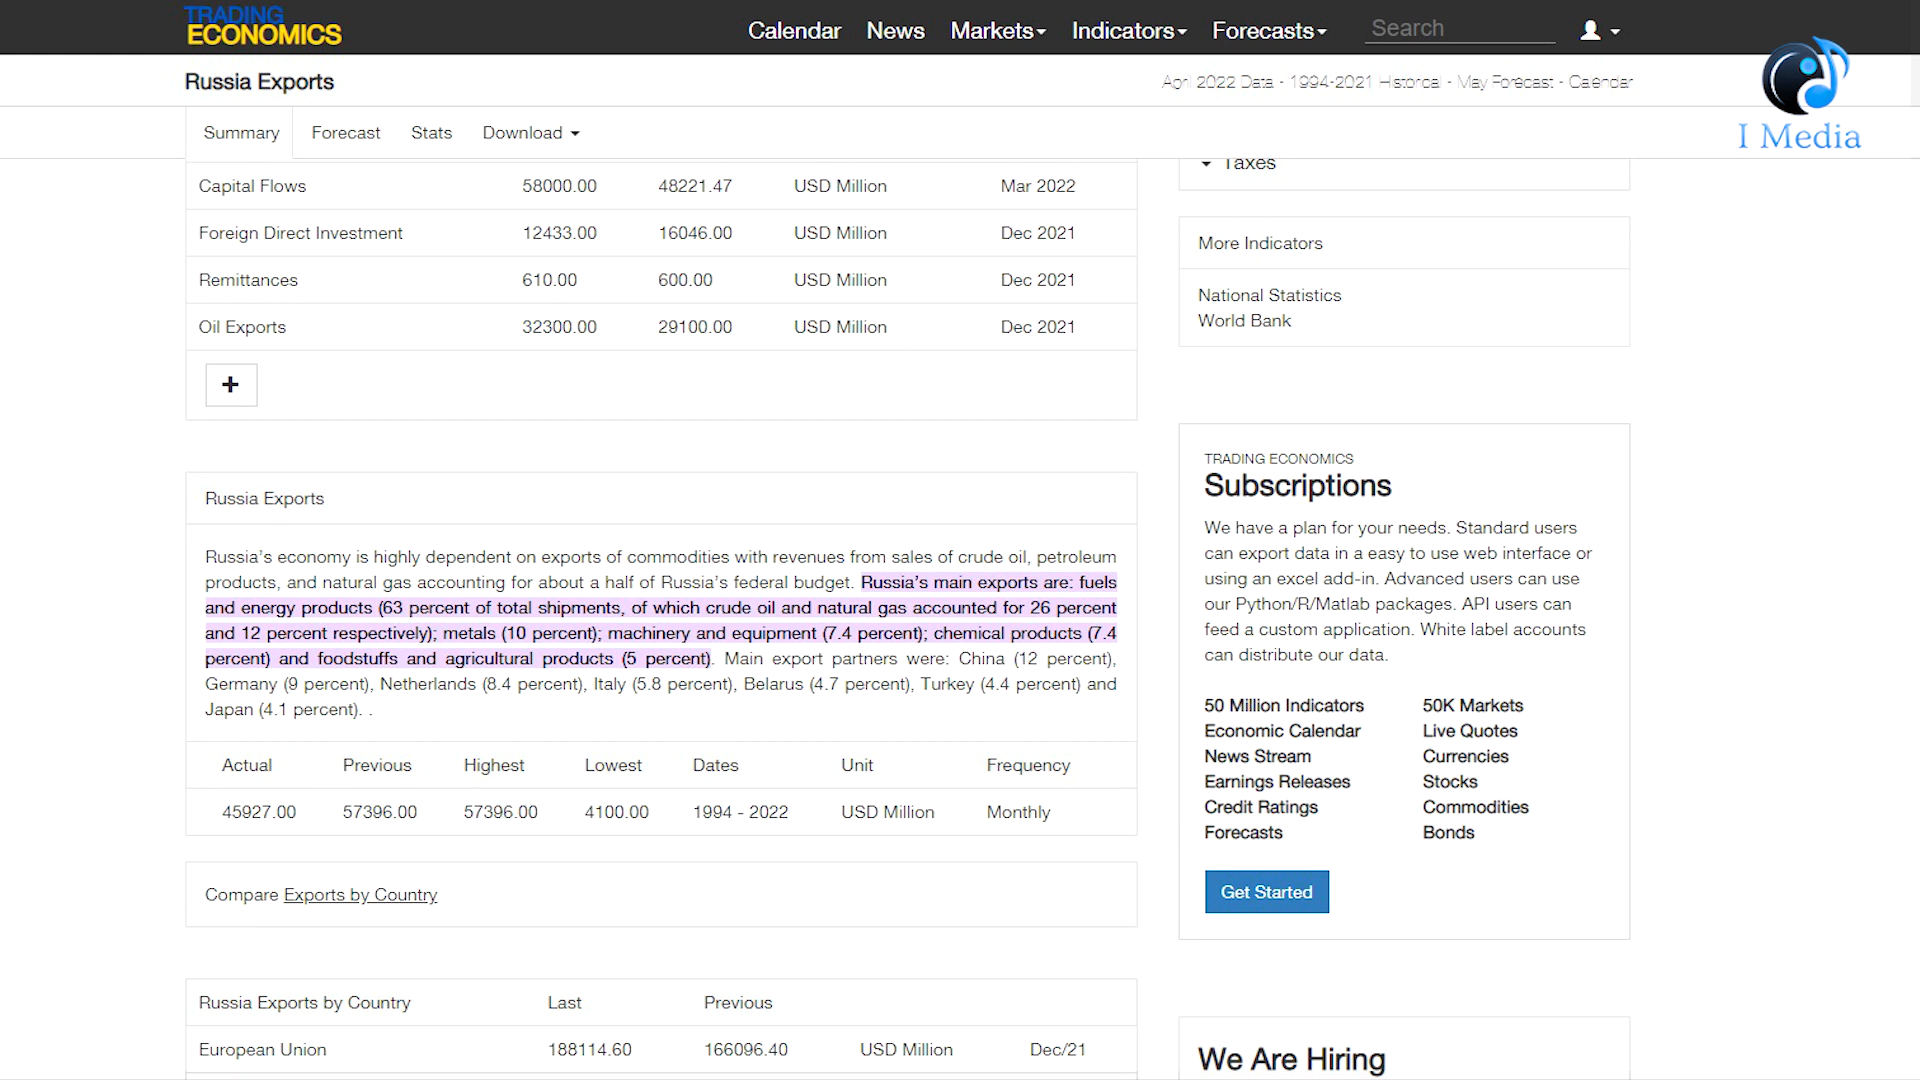 TRADING
ECONOMICS
Calendar News Markets Indicators Forecasts Search
Russia Exports
April 2022 Data - 1994-2021 Historical - May Forecast - Calendar
I Media
Summary Forecast Stats Download
Taxes
Capital Flows 58000.00 48221.47 USD Million Mar 2022
Foreign Direct Investment 12433.00 16046.00 USD Million Dec 2021
Remittances 610.00 600.00 USD Million Dec 2021
Oil Exports 32300.00 29100.00 USD Million Dec 2021
+
More Indicators
National Statistics
World Bank
Russia Exports
Russia's economy is highly dependent on exports of commodities with revenues from sales of crude oil, petroleum
products, and natural gas accounting for about a half of Russia's federal budget. Russia's main exports are: fuels
and energy products (63 percent of total shipments, of which crude oil and natural gas accounted for 26 percent
and 12 percent respectively); metals (10 percent); machinery and equipment (7.4 percent); chemical products (7.4
percent) and foodstuffs and agricultural products (5 percent). Main export partners were: China (12 percent),
Germany (9 percent), Netherlands (8.4 percent), Italy (5.8 percent), Belarus (4.7 percent), Turkey (4.4 percent) and
Japan (4.1 percent). .
Actual Previous Highest Lowest Dates Unit Frequency
45927.00 57396.00 57396.00 4100.00 1994 - 2022 USD Million Monthly
Compare Exports by Country
Russia Exports by Country Last Previous
European Union 188114.60 166096.40 USD Million Dec/21
TRADING ECONOMICS
Subscriptions
We have a plan for your needs. Standard users
can export data in a easy to use web interface or
using an excel add-in. Advanced users can use
our Python/R/Matlab packages. API users can
feed a custom application. White label accounts
can distribute our data.
50 Million Indicators 50K Markets
Economic Calendar Live Quotes
News Stream Currencies
Earnings Releases Stocks
Credit Ratings Commodities
Forecasts Bonds
Get Started
We Are Hiring